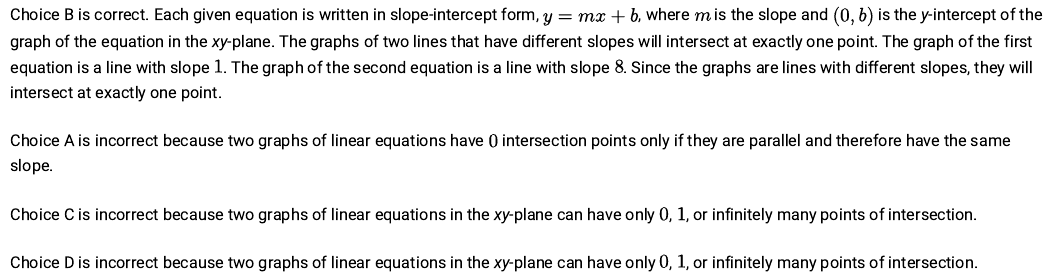 Choice B is correct. Each given equation is written in slope-intercept form, y = mx + b, where m is the slope and (0, b) is the y-intercept of the
graph of the equation in the xy-plane. The graphs of two lines that have different slopes will intersect at exactly one point. The graph of the first
equation is a line with slope 1. The graph of the second equation is a line with slope 8. Since the graphs are lines with different slopes, they will
intersect at exactly one point.
Choice A is incorrect because two graphs of linear equations have 0 intersection points only if they are parallel and therefore have the same
slope.
Choice C is incorrect because two graphs of linear equations in the xy-plane can have only 0, 1, or infinitely many points of intersection.
Choice D is incorrect because two graphs of linear equations in the xy-plane can have only 0, 1, or infinitely many points of intersection.